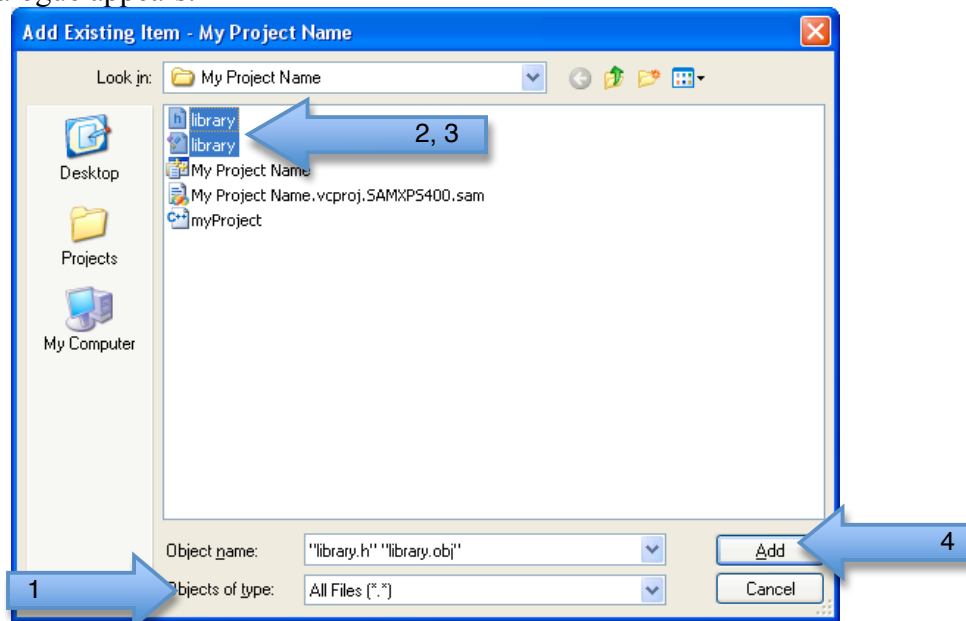 alogue appears.
Add Existing Item - My Project Name
Look in: My Project Name
library
library
2, 3
My Project Name
My Project Name.vcproj.SAMXPS400.sam
myProject
Desktop
Projects
My Computer
Object name: "library.h" "library.obj"
Add
4
1
Objects of type: All Files (*.*)
Cancel